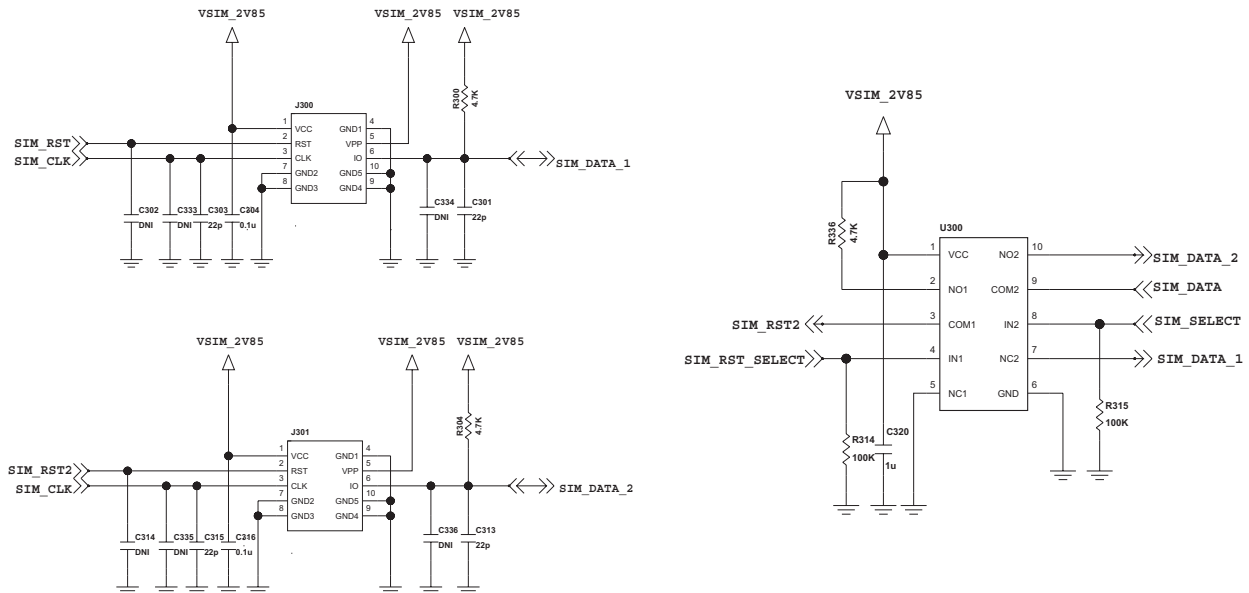 VSIM_2V85 VSIM_2V85 VSIM_2V85
R300 4.7K
J300
1 VCC GND1 4
2 RST VPP 5
3 CLK IO 6
7 GND2 GND5 10
8 GND3 GND4 9
SIM_RST
SIM_CLK
SIM_DATA_1
C302 DNI
C333 DNI
C303 22p
C304 0.1u
C334 DNI
C301 22p
VSIM_2V85 VSIM_2V85 VSIM_2V85
R304 4.7K
J301
1 VCC GND1 4
2 RST VPP 5
3 CLK IO 6
7 GND2 GND5 10
8 GND3 GND4 9
SIM_RST2
SIM_CLK
SIM_DATA_2
C314 DNI
C335 DNI
C315 22p
C316 0.1u
C336 DNI
C313 22p
VSIM_2V85
R336 4.7K
U300
1 VCC NO2 10
2 NO1 COM2 9
3 COM1 IN2 8
4 IN1 NC2 7
5 NC1 GND 6
SIM_DATA_2
SIM_DATA
SIM_RST2
SIM_SELECT
SIM_RST_SELECT
SIM_DATA_1
R314 100K
C320 1u
R315 100K